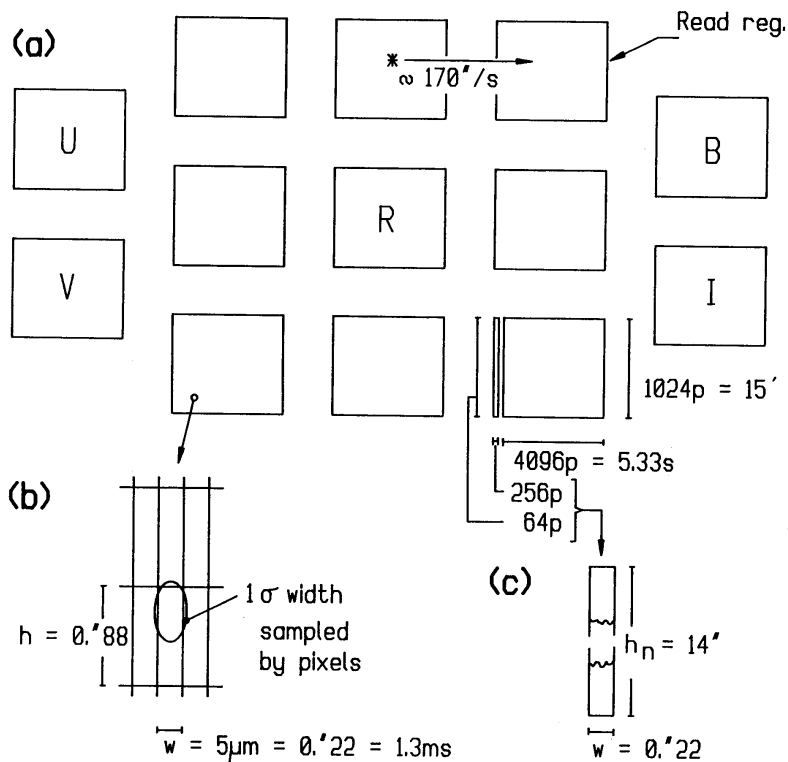 (a)
Read reg.
* ≈ 170"/s
U
B
R
V
I
1024p = 15′
4096p = 5.33s
256p
64p
(b)
1σ width
sampled
by pixels
h = 0."88
w = 5μm = 0."22 = 1.3ms
(c)
hn = 14"
w = 0."22